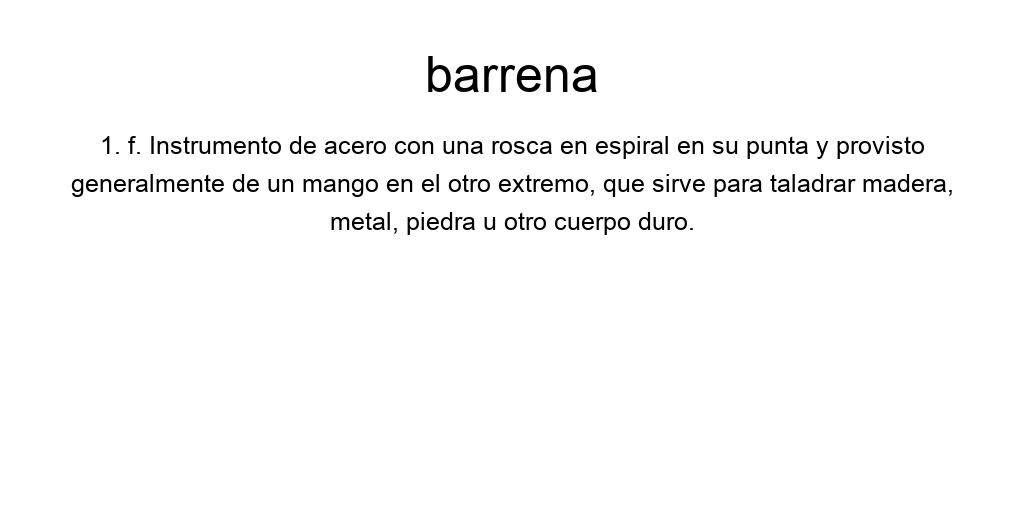 barrena
1. f. Instrumento de acero con una rosca en espiral en su punta y provisto
generalmente de un mango en el otro extremo, que sirve para taladrar madera,
metal, piedra u otro cuerpo duro.